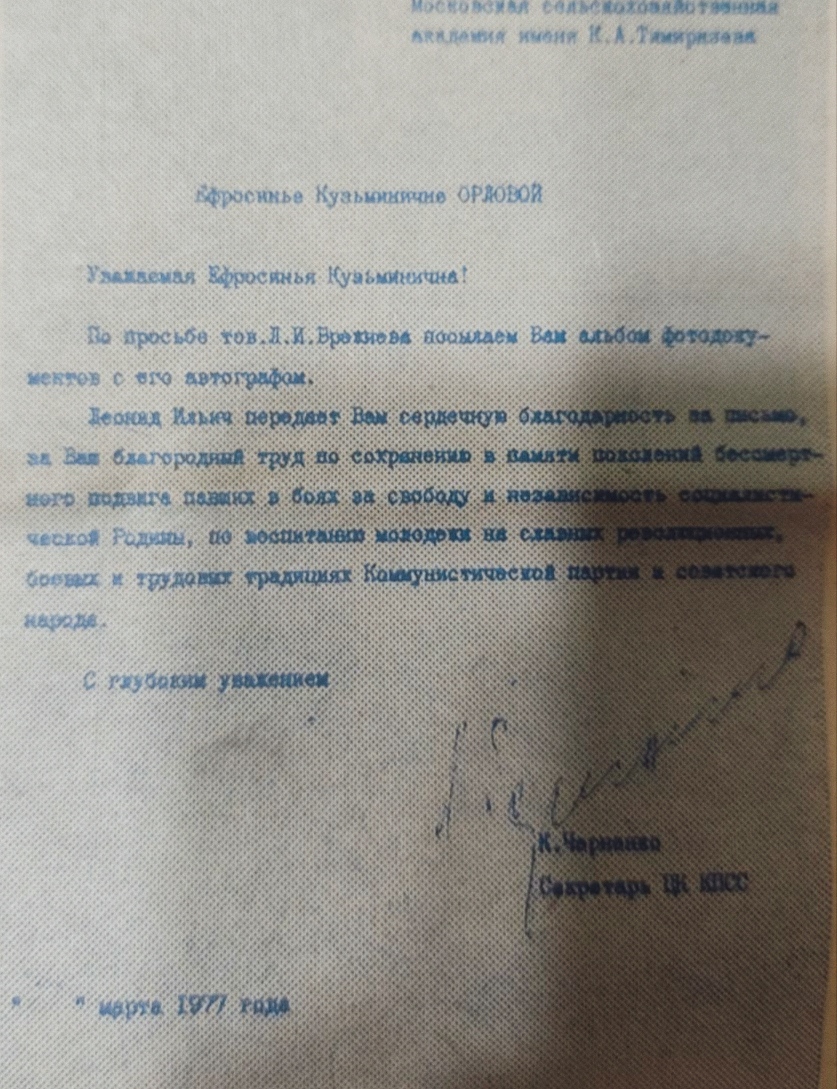 Московская сельскохозяйственная
академия имени К.А.Тимирязева
Ефросинье Кузьминичне ОРЛОВОЙ
Уважаемая Ефросинья Кузьминична!
По просьбе тов.Л.И.Брежнева посылаем Вам альбом фотодоку-
ментов с его автографом.
Леонид Ильич передает Вам сердечную благодарность за письмо,
за Ваш благородный труд по сохранению в памяти поколений бессмерт-
ного подвига павших в боях за свободу и независимость социалисти-
ческой Родины, по воспитанию молодежи на славных революционных,
боевых и трудовых традициях Коммунистической партии и советского
народа.
С глубоким уважением
К.Черненко
Секретарь ЦК КПСС
" " марта 1977 года